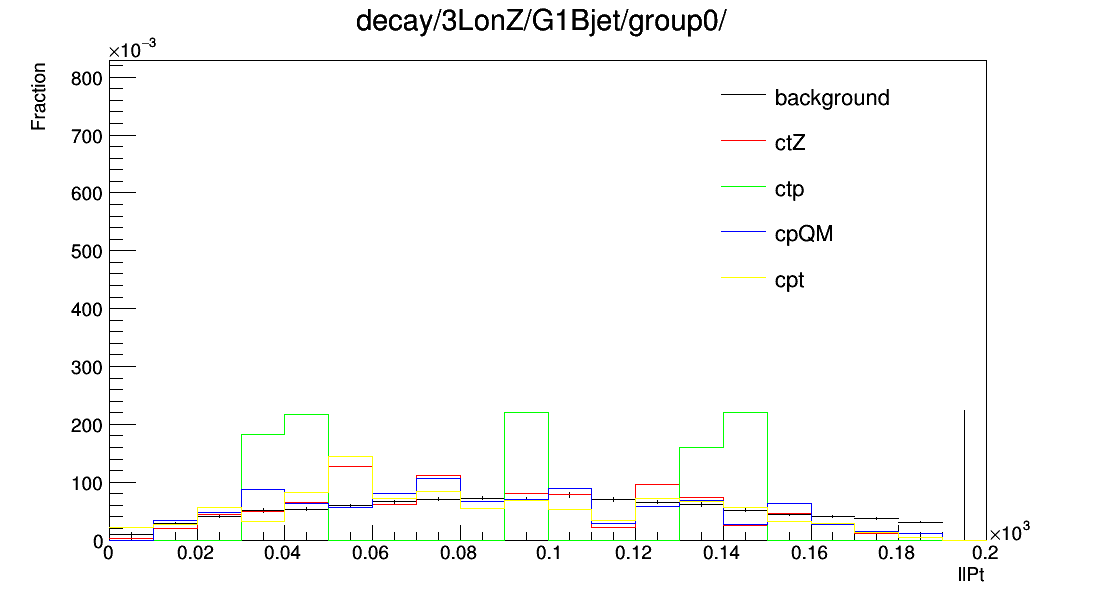 decay/3LonZ/G1Bjet/group0/
×10⁻³
Fraction
800
700
600
500
400
300
200
100
0
background
ctZ
ctp
cpQM
cpt
0 0.02 0.04 0.06 0.08 0.1 0.12 0.14 0.16 0.18 0.2
×10³
llPt